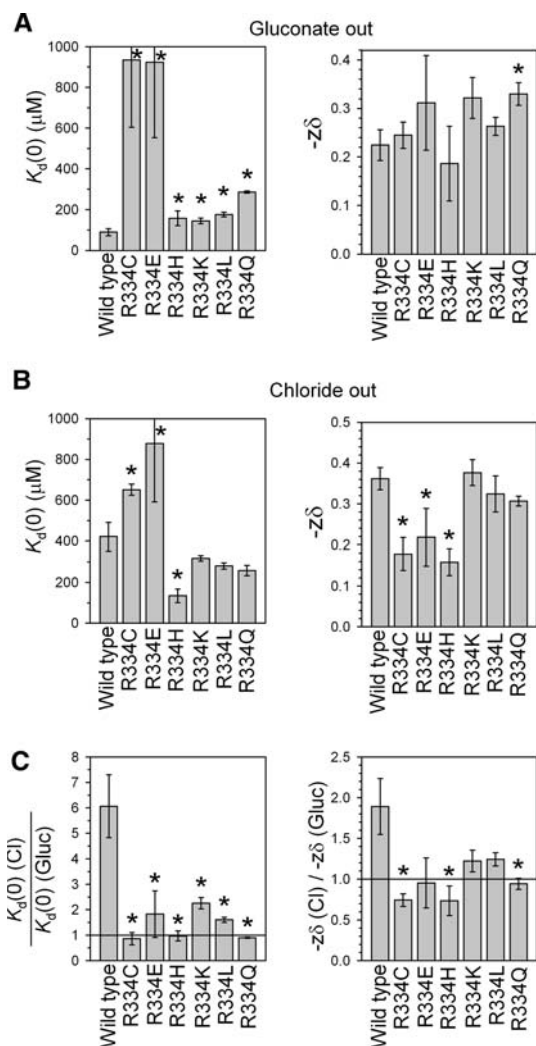 A
Gluconate out
Kd(0) (µM)
1000
800
600
400
200
0
* * * * * *
Wild type
R334C
R334E
R334H
R334K
R334L
R334Q
-zδ
0.4
0.3
0.2
0.1
0.0
*
Wild type
R334C
R334E
R334H
R334K
R334L
R334Q
B
Chloride out
Kd(0) (µM)
1000
800
600
400
200
0
* * *
Wild type
R334C
R334E
R334H
R334K
R334L
R334Q
-zδ
0.5
0.4
0.3
0.2
0.1
0.0
* * *
Wild type
R334C
R334E
R334H
R334K
R334L
R334Q
C
Kd(0) (Cl)
Kd(0) (Gluc)
8
7
6
5
4
3
2
1
0
* * * * * *
Wild type
R334C
R334E
R334H
R334K
R334L
R334Q
-zδ (Cl) / -zδ (Gluc)
2.5
2.0
1.5
1.0
0.5
0.0
* * *
Wild type
R334C
R334E
R334H
R334K
R334L
R334Q